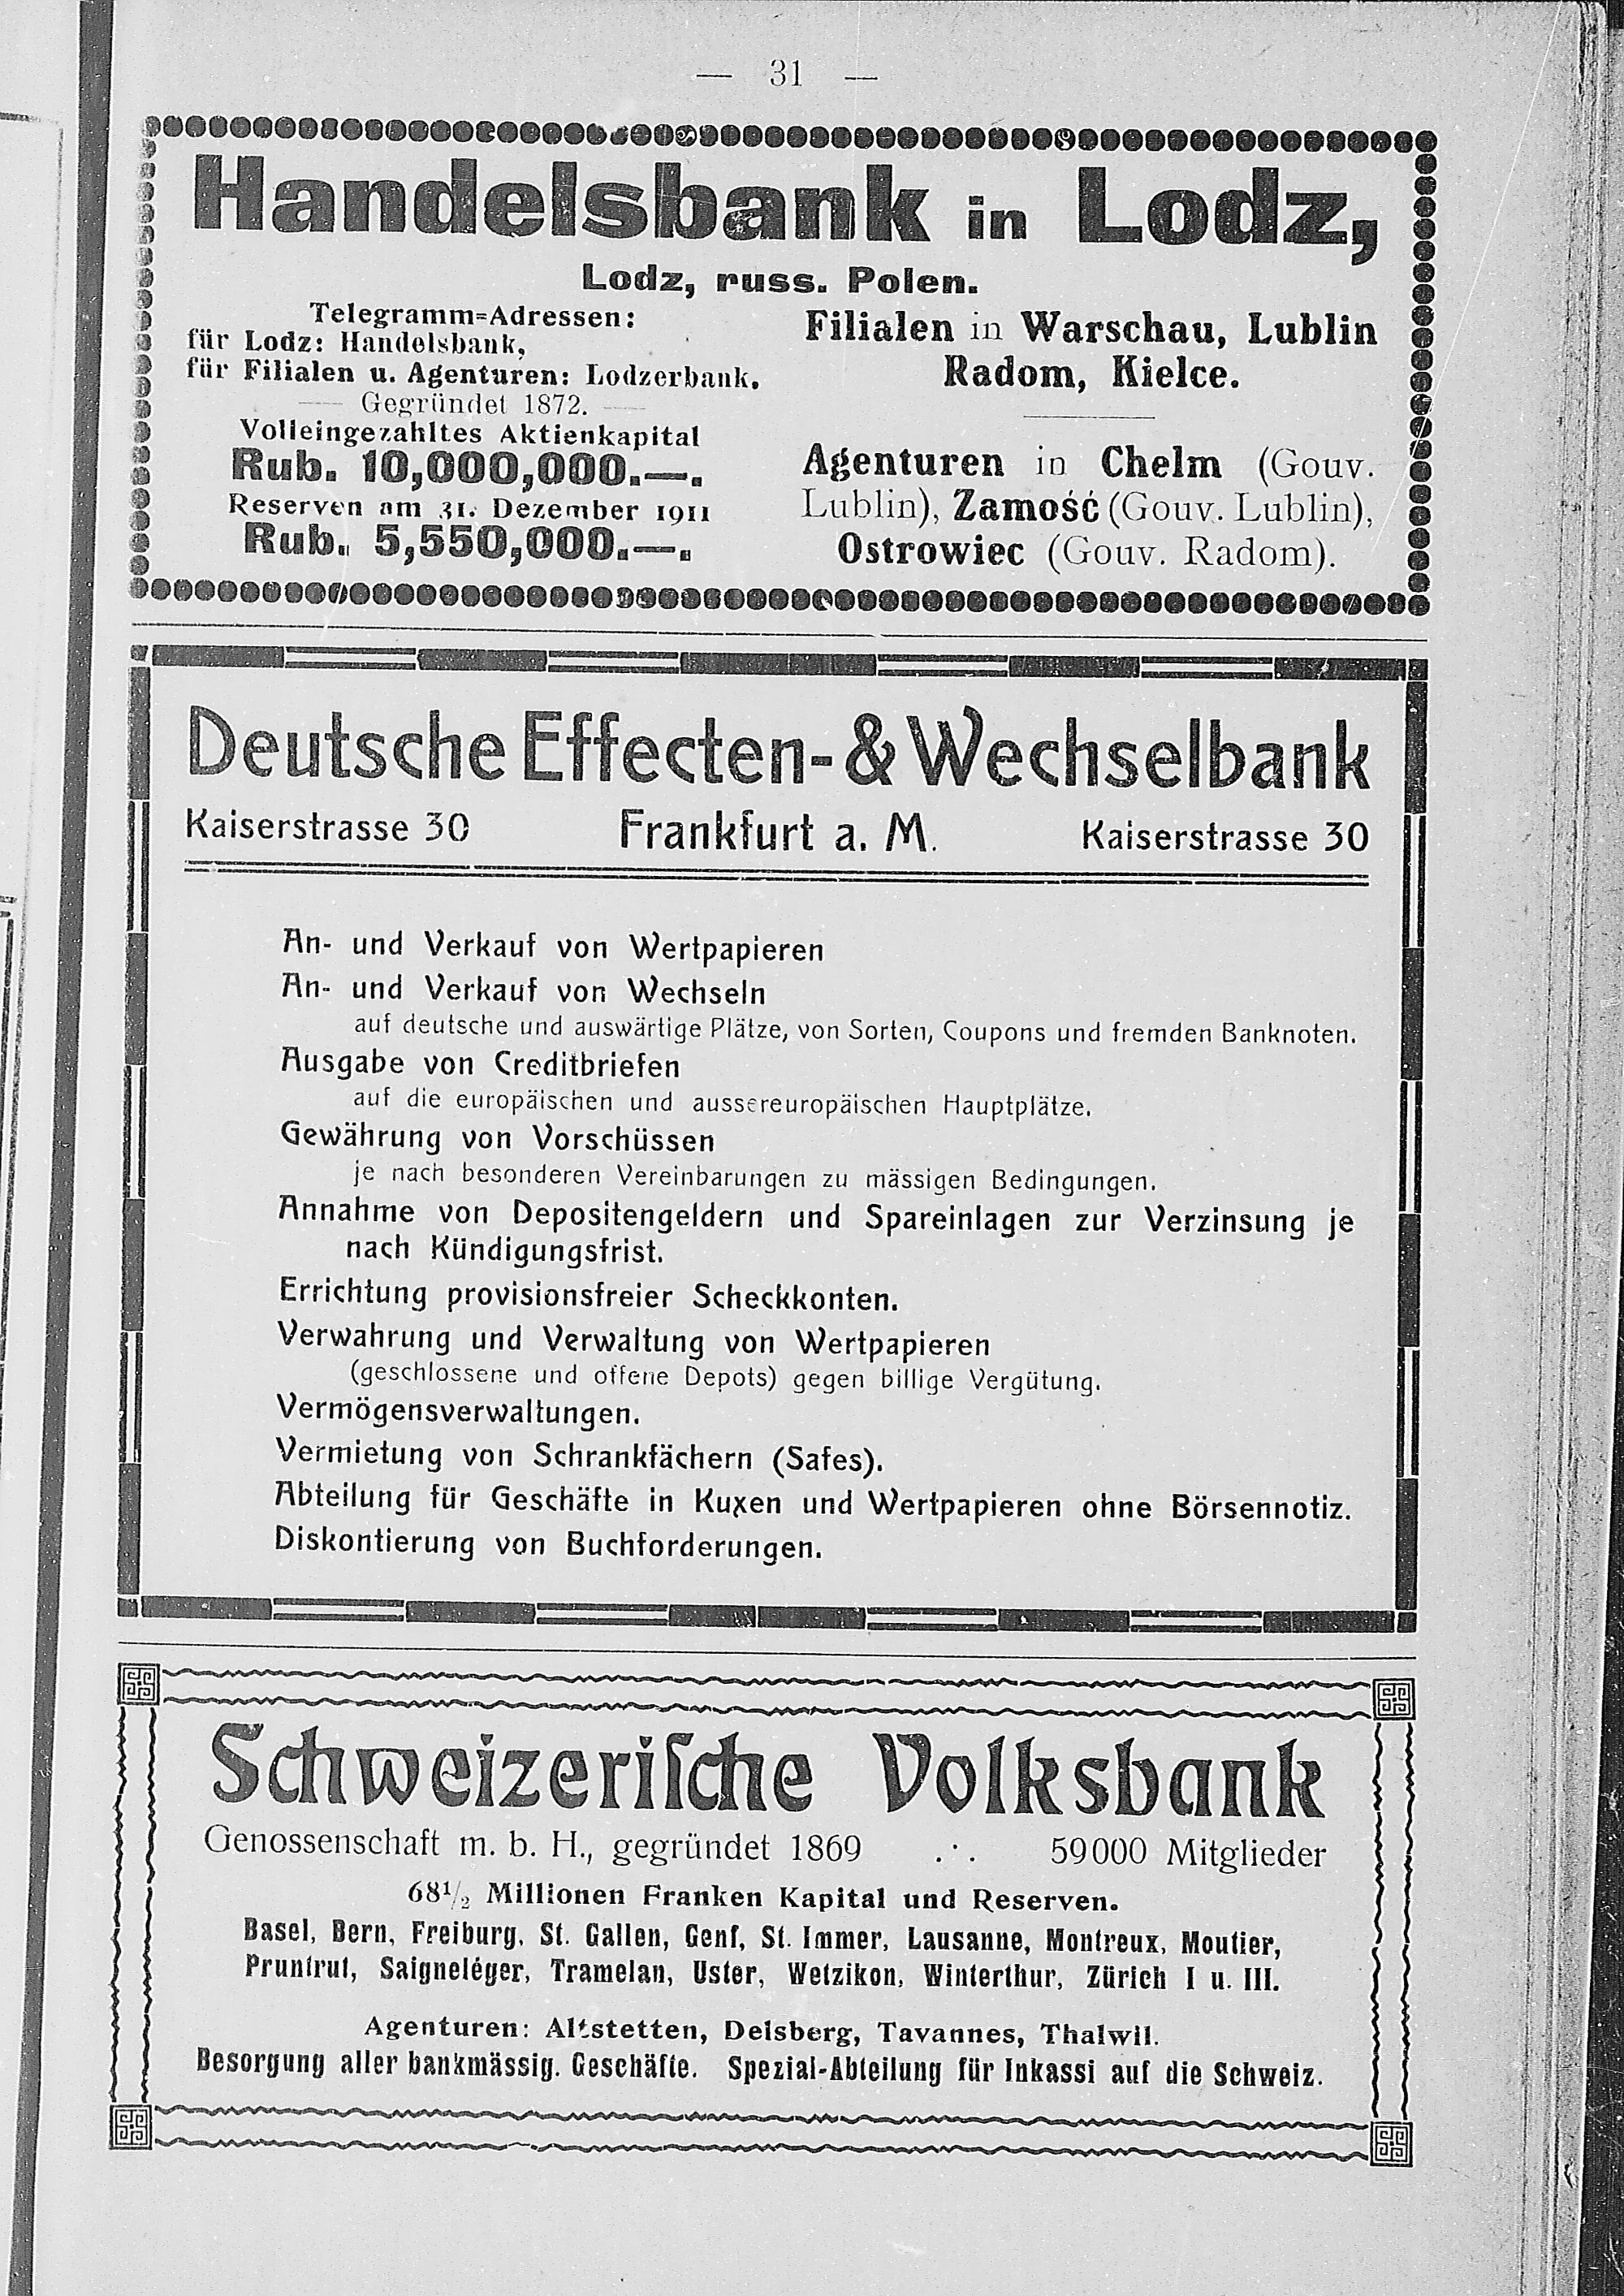 — 31 —
Handelsbank in Lodz,
Lodz, russ. Polen.
Telegramm=Adressen:
für Lodz: Handelsbank,
für Filialen u. Agenturen: Lodzerbank.
Gegründet 1872.
Volleingezahltes Aktienkapital
Rub. 10,000,000.—.
Reserven am 31. Dezember 1911
Rub. 5,550,000.—.
Filialen in Warschau, Lublin
Radom, Kielce.
Agenturen in Chelm (Gouv.
Lublin), Zamość (Gouv. Lublin),
Ostrowiec (Gouv. Radom).
Deutsche Effecten- & Wechselbank
Kaiserstrasse 30 Frankfurt a. M. Kaiserstrasse 30
An- und Verkauf von Wertpapieren
An- und Verkauf von Wechseln
auf deutsche und auswärtige Plätze, von Sorten, Coupons und fremden Banknoten.
Ausgabe von Creditbriefen
auf die europäischen und aussereuropäischen Hauptplätze.
Gewährung von Vorschüssen
je nach besonderen Vereinbarungen zu mässigen Bedingungen.
Annahme von Depositengeldern und Spareinlagen zur Verzinsung je
nach Kündigungsfrist.
Errichtung provisionsfreier Scheckkonten.
Verwahrung und Verwaltung von Wertpapieren
(geschlossene und offene Depots) gegen billige Vergütung.
Vermögensverwaltungen.
Vermietung von Schrankfächern (Safes).
Abteilung für Geschäfte in Kuxen und Wertpapieren ohne Börsennotiz.
Diskontierung von Buchforderungen.
Schweizeriſche Volksbank
Genossenschaft m. b. H., gegründet 1869 .·. 59000 Mitglieder
68½ Millionen Franken Kapital und Reserven.
Basel, Bern, Freiburg, St. Gallen, Genf, St. Immer, Lausanne, Montreux, Moutier,
Pruntrut, Saigneléger, Tramelan, Uster, Wetzikon, Winterthur, Zürich I u. III.
Agenturen: Altstetten, Delsberg, Tavannes, Thalwil.
Besorgung aller bankmässig. Geschäfte. Spezial-Abteilung für Inkassi auf die Schweiz.